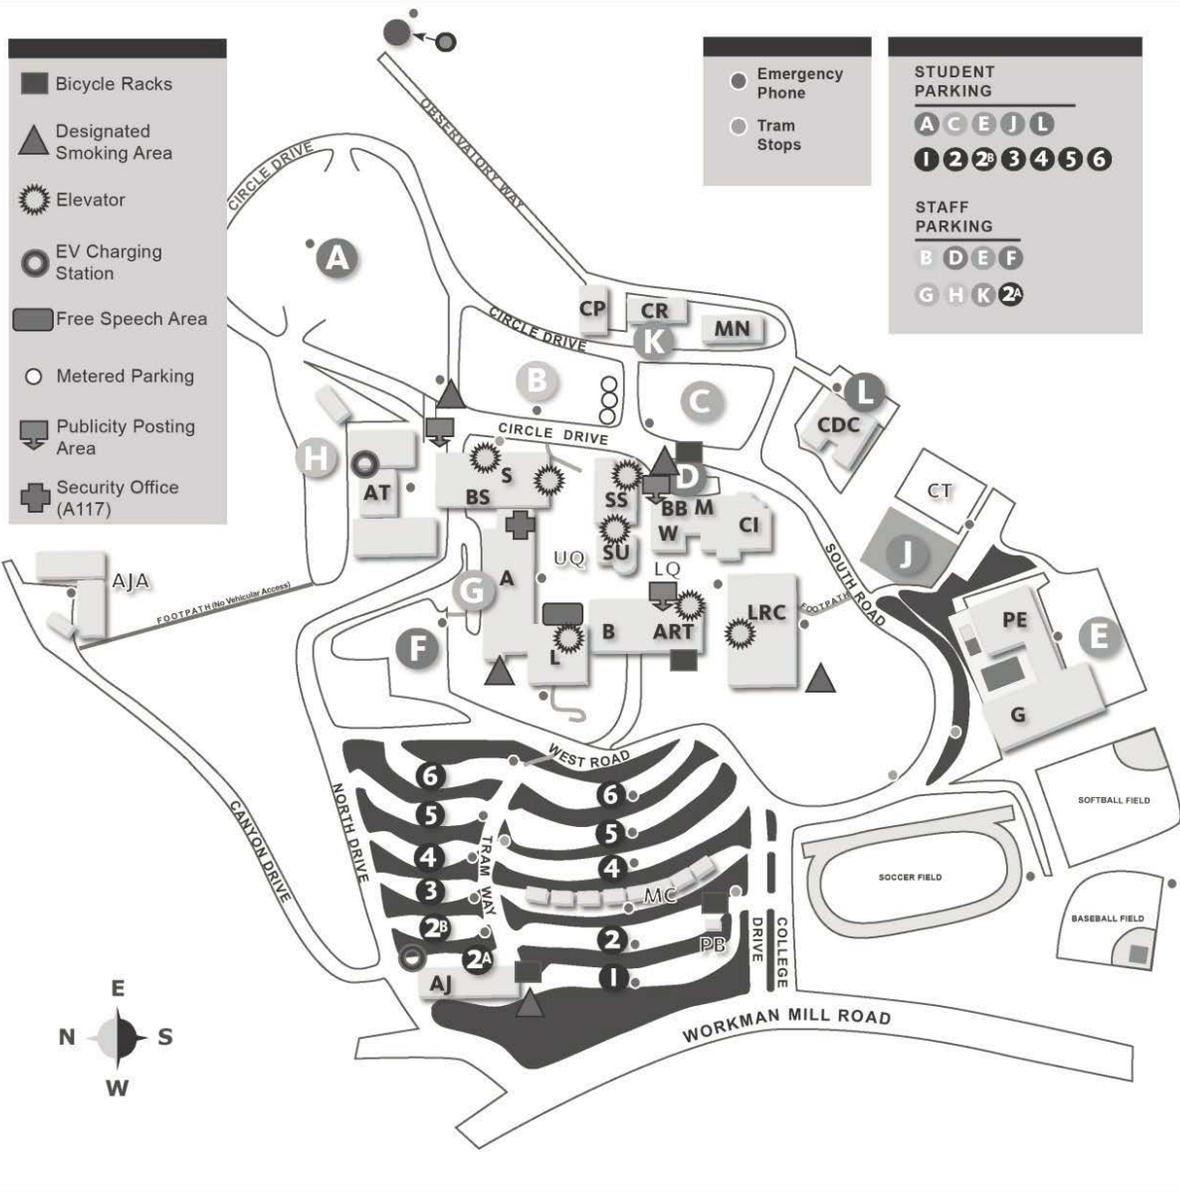 Bicycle Racks
Designated
Smoking Area
Elevator
EV Charging
Station
Free Speech Area
Metered Parking
Publicity Posting
Area
Security Office
(A117)
Emergency
Phone
Tram
Stops
STUDENT
PARKING
A C E J L
1 2 2B 3 4 5 6
STAFF
PARKING
B D E F
G H K 2A
OBSERVATORY WAY
CIRCLE DRIVE
A
CP
CR
MN
K
CIRCLE DRIVE
B
C
L
CDC
CIRCLE DRIVE
H
AT
S
BS
SS
D
BB M
W
CI
SU
CT
J
UQ
LQ
A
G
AJA
FOOTPATH (No Vehicular Access)
SOUTH ROAD
FOOTPATH
LRC
PE
E
G
F
L
B
ART
WEST ROAD
NORTH DRIVE
CANYON DRIVE
TRAM WAY
6
5
4
3
2B
2A
6
5
4
MC
2
PB
1
AJ
COLLEGE
DRIVE
SOFTBALL FIELD
SOCCER FIELD
BASEBALL FIELD
WORKMAN MILL ROAD
E
N S
W